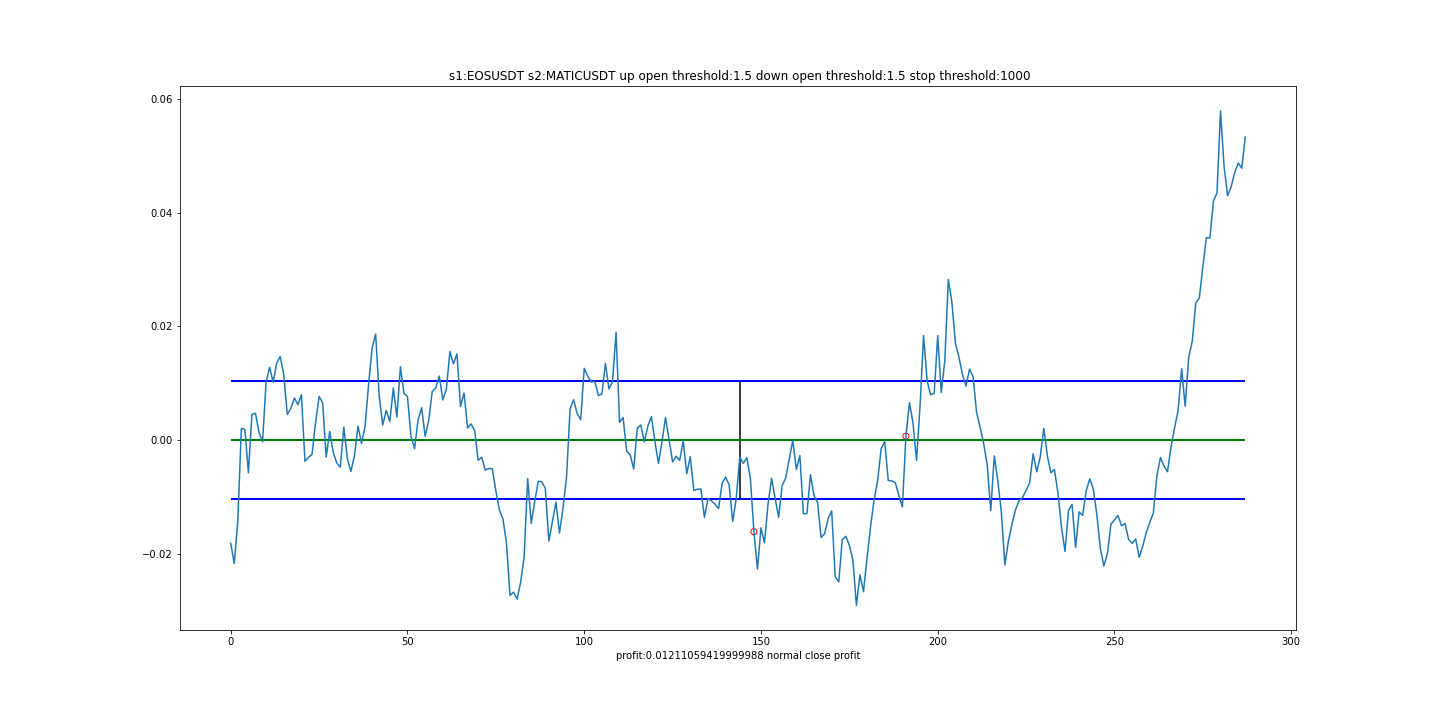 s1:EOSUSDT s2:MATICUSDT up open threshold:1.5 down open threshold:1.5 stop threshold:1000
0.06
0.04
0.02
0.00
−0.02
0 50 100 150 200 250 300
profit:0.01211059419999988 normal close profit